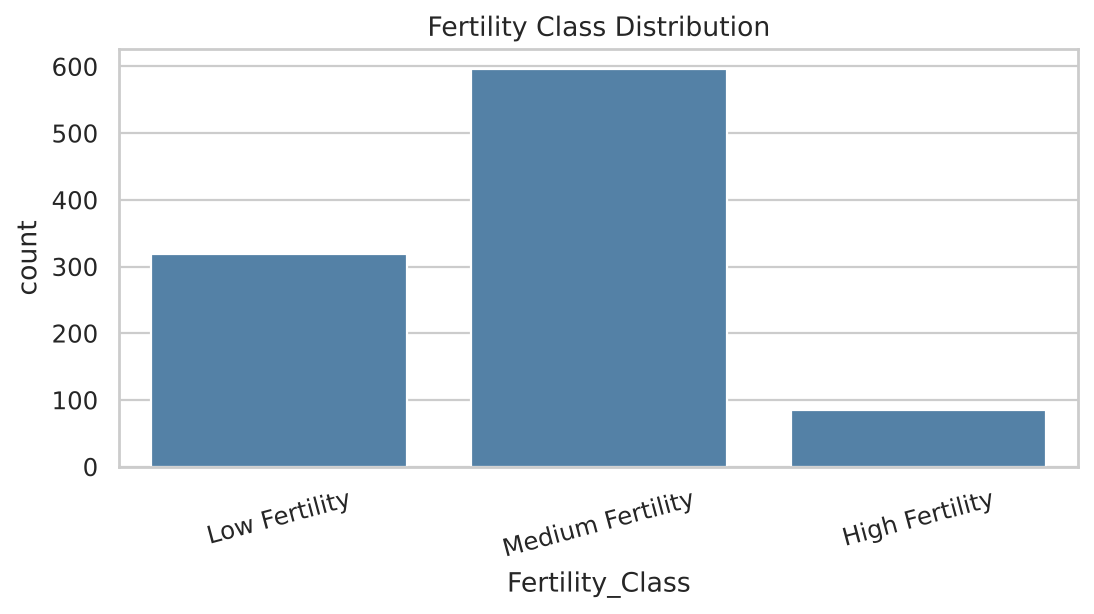 Fertility Class Distribution
600
500
400
300
200
100
0
count
Low Fertility
Medium Fertility
High Fertility
Fertility_Class